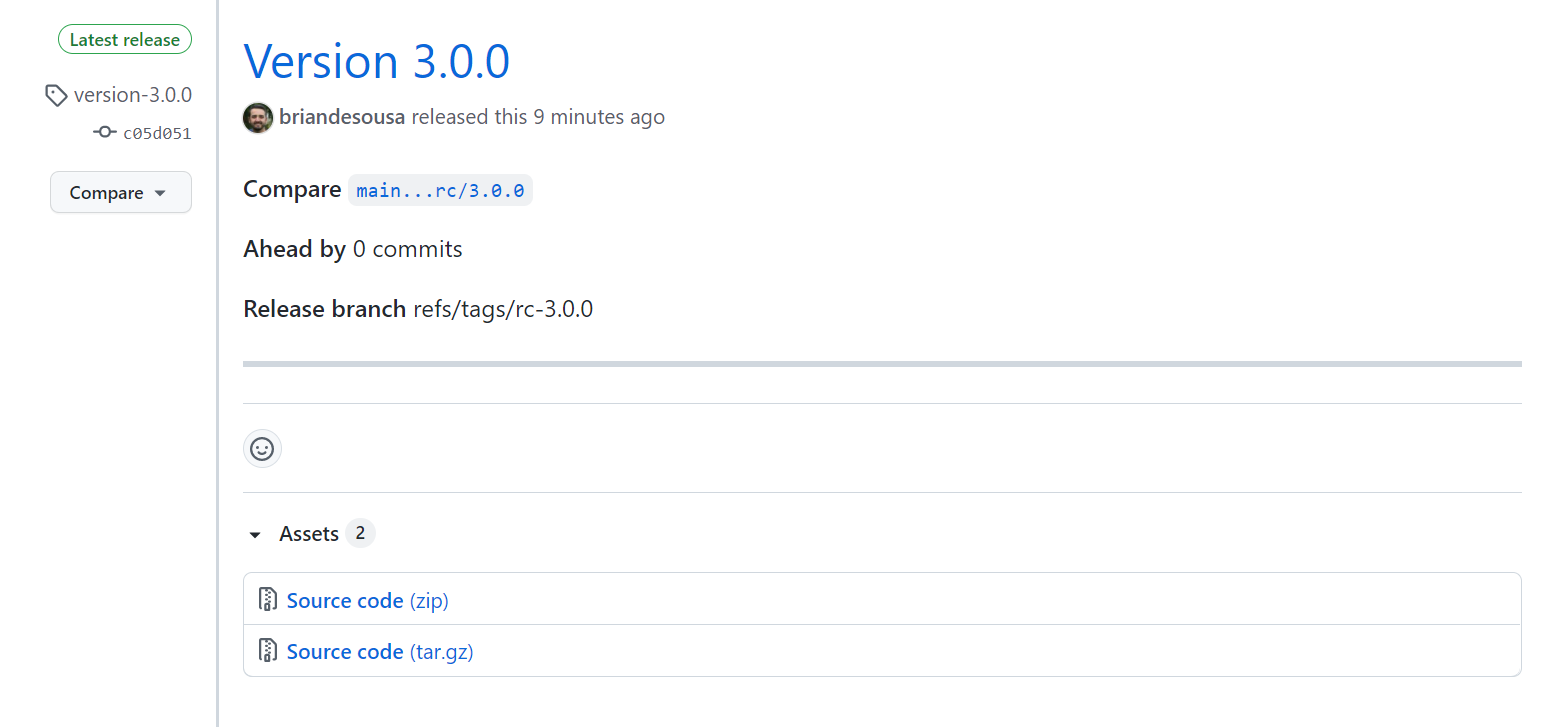 Latest release
version-3.0.0
c05d051
Compare
Version 3.0.0
briandesousa released this 9 minutes ago
Compare main...rc/3.0.0
Ahead by 0 commits
Release branch refs/tags/rc-3.0.0
Assets 2
Source code (zip)
Source code (tar.gz)